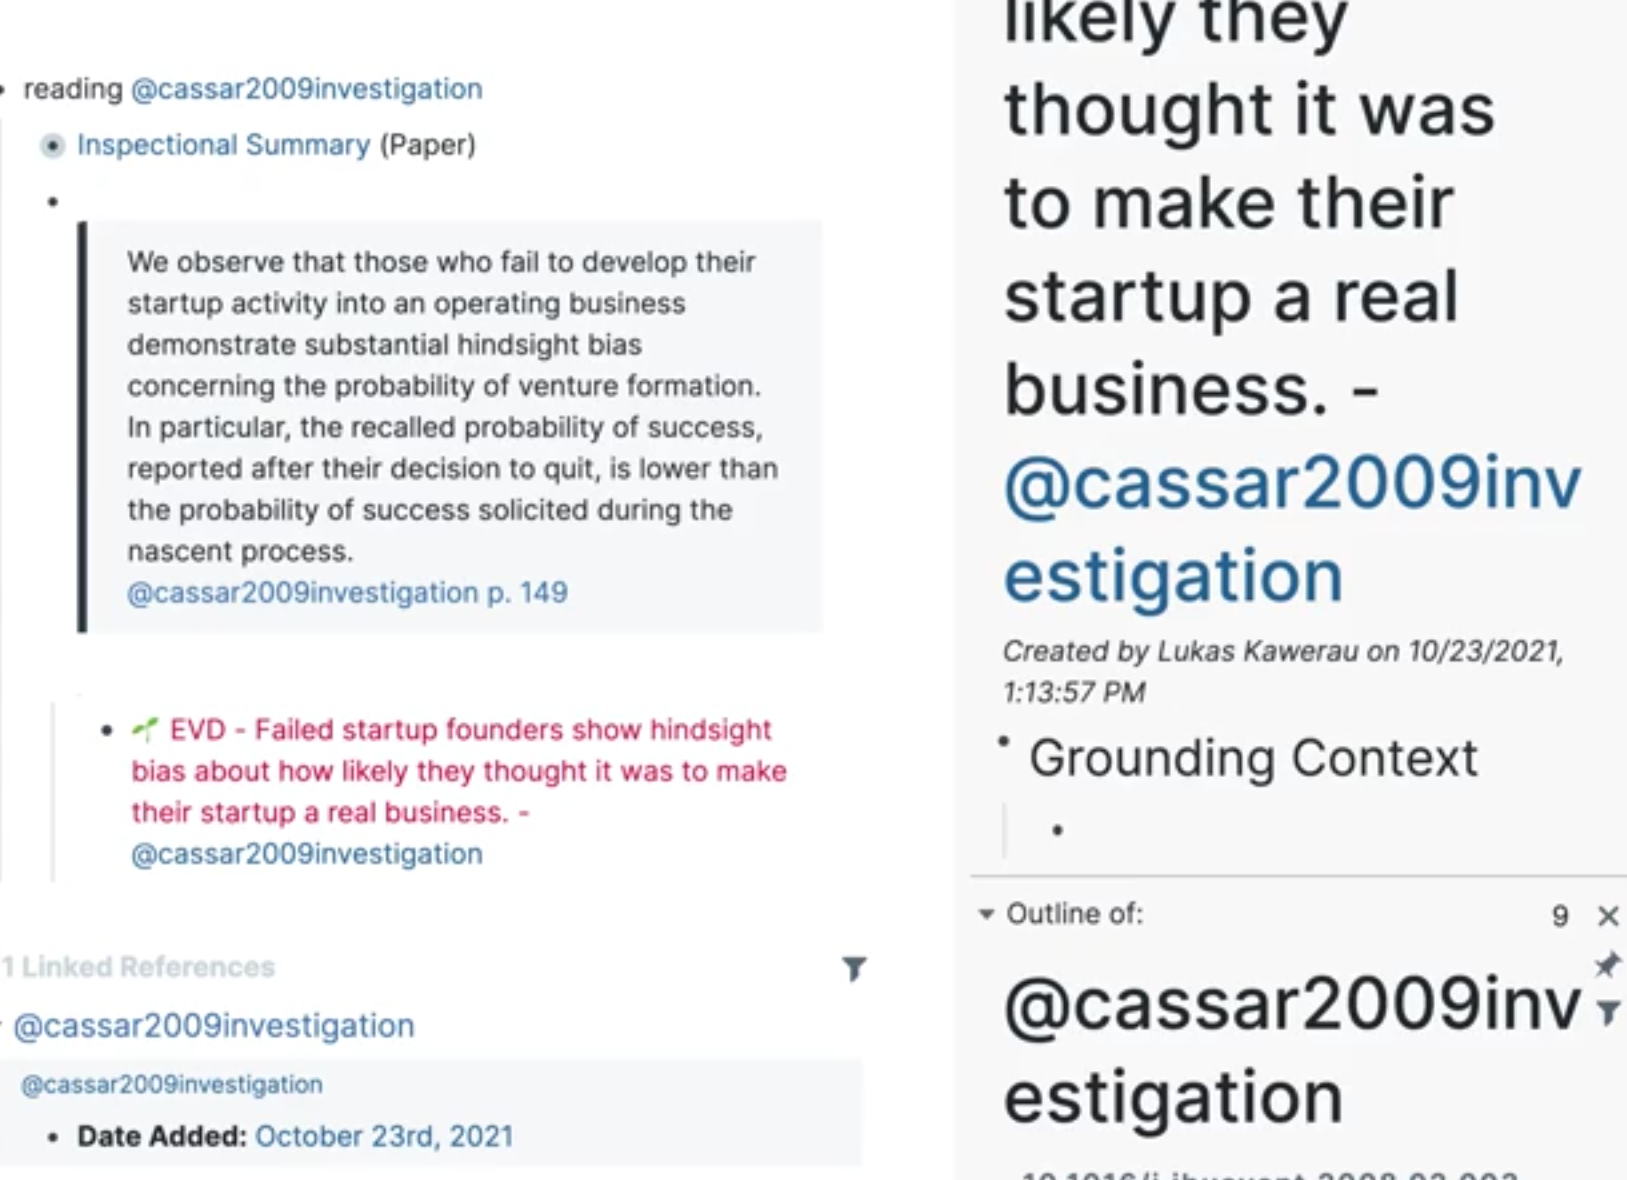 reading @cassar2009investigation
Inspectional Summary (Paper)
We observe that those who fail to develop their
startup activity into an operating business
demonstrate substantial hindsight bias
concerning the probability of venture formation.
In particular, the recalled probability of success,
reported after their decision to quit, is lower than
the probability of success solicited during the
nascent process.
@cassar2009investigation p. 149
EVD - Failed startup founders show hindsight
bias about how likely they thought it was to make
their startup a real business. -
@cassar2009investigation
1 Linked References
@cassar2009investigation
@cassar2009investigation
Date Added: October 23rd, 2021
likely they
thought it was
to make their
startup a real
business. -
@cassar2009inv
estigation
Created by Lukas Kawerau on 10/23/2021,
1:13:57 PM
Grounding Context
Outline of:
9
@cassar2009inv
estigation